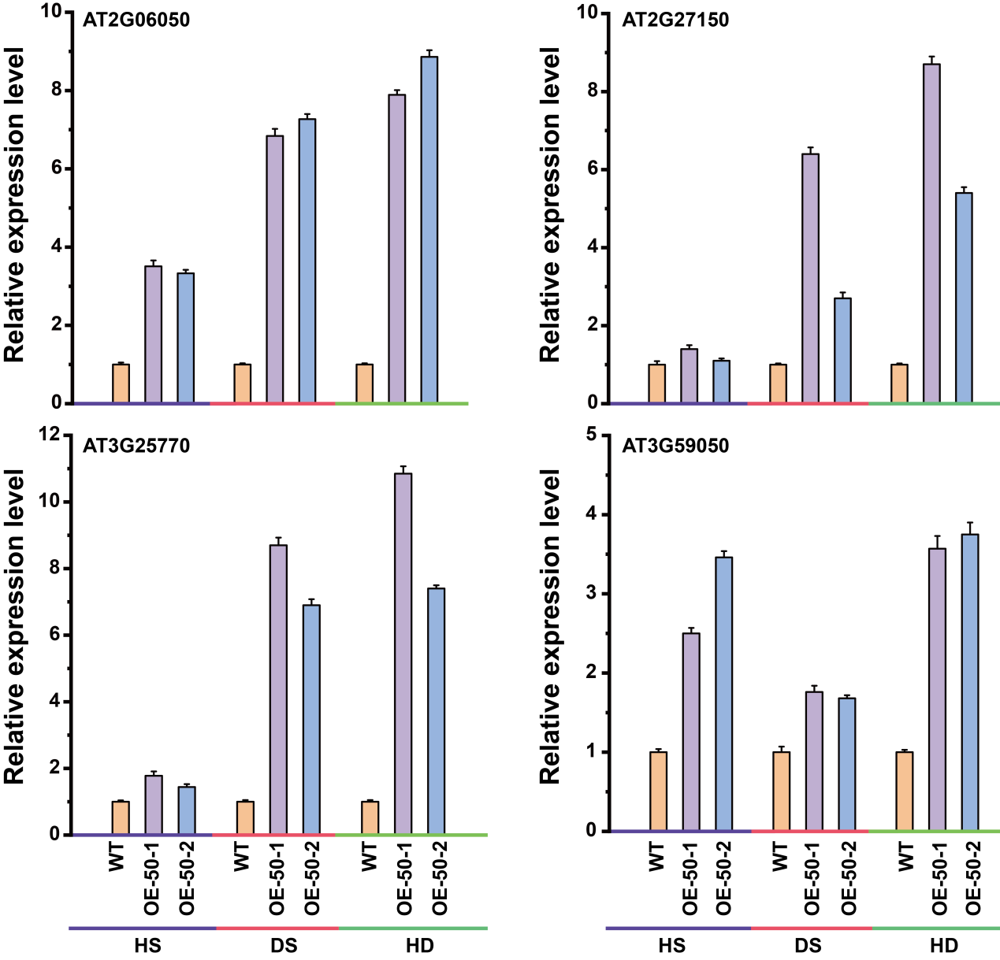 AT2G06050
Relative expression level
10
8
6
4
2
0
AT2G27150
Relative expression level
10
8
6
4
2
0
AT3G25770
Relative expression level
12
10
8
6
4
2
0
WT
OE-50-1
OE-50-2
WT
OE-50-1
OE-50-2
WT
OE-50-1
OE-50-2
HS
DS
HD
AT3G59050
Relative expression level
5
4
3
2
1
0
WT
OE-50-1
OE-50-2
WT
OE-50-1
OE-50-2
WT
OE-50-1
OE-50-2
HS
DS
HD